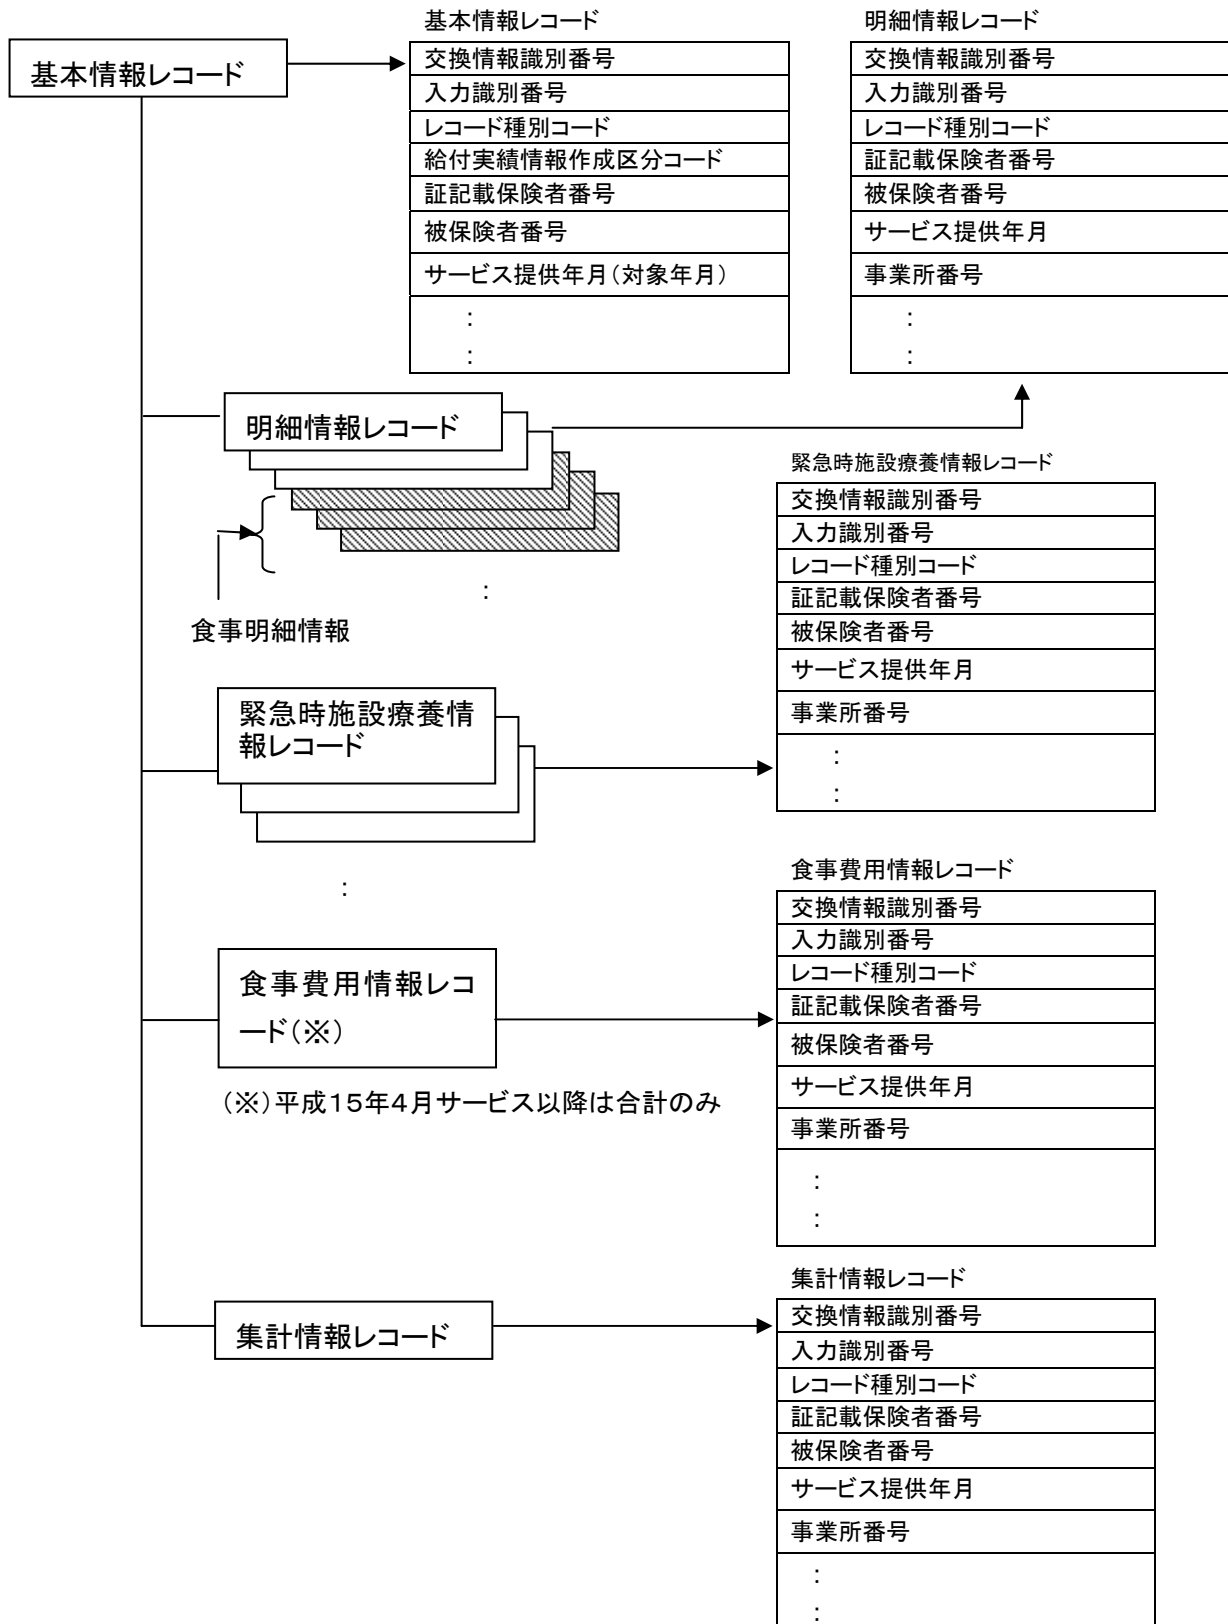 基本情報レコード
基本情報レコード
交換情報識別番号
入力識別番号
レコード種別コード
給付実績情報作成区分コード
証記載保険者番号
被保険者番号
サービス提供年月(対象年月)
:
:
明細情報レコード
交換情報識別番号
入力識別番号
レコード種別コード
証記載保険者番号
被保険者番号
サービス提供年月
事業所番号
:
:
明細情報レコード
:
食事明細情報
緊急時施設療養情報レコード
交換情報識別番号
入力識別番号
レコード種別コード
証記載保険者番号
被保険者番号
サービス提供年月
事業所番号
:
:
緊急時施設療養情
報レコード
:
食事費用情報レコード
交換情報識別番号
入力識別番号
レコード種別コード
証記載保険者番号
被保険者番号
サービス提供年月
事業所番号
:
:
食事費用情報レコ
ード(※)
(※)平成15年4月サービス以降は合計のみ
集計情報レコード
集計情報レコード
交換情報識別番号
入力識別番号
レコード種別コード
証記載保険者番号
被保険者番号
サービス提供年月
事業所番号
:
: